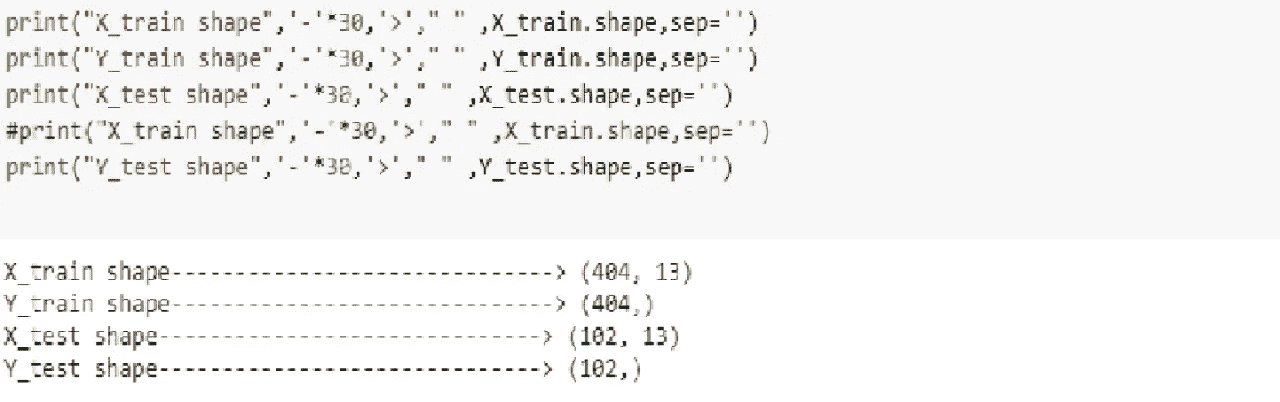 print("X_train shape",'-'*30,'>'," " ,X_train.shape,sep='')
print("Y_train shape",'-'*30,'>'," " ,Y_train.shape,sep='')
print("X_test shape",'-'*30,'>'," " ,X_test.shape,sep='')
#print("X_train shape",'-'*30,'>'," " ,X_train.shape,sep='')
print("Y_test shape",'-'*30,'>'," " ,Y_test.shape,sep='')
X_train shape------------------------------> (404, 13)
Y_train shape------------------------------> (404,)
X_test shape------------------------------> (102, 13)
Y_test shape------------------------------> (102,)